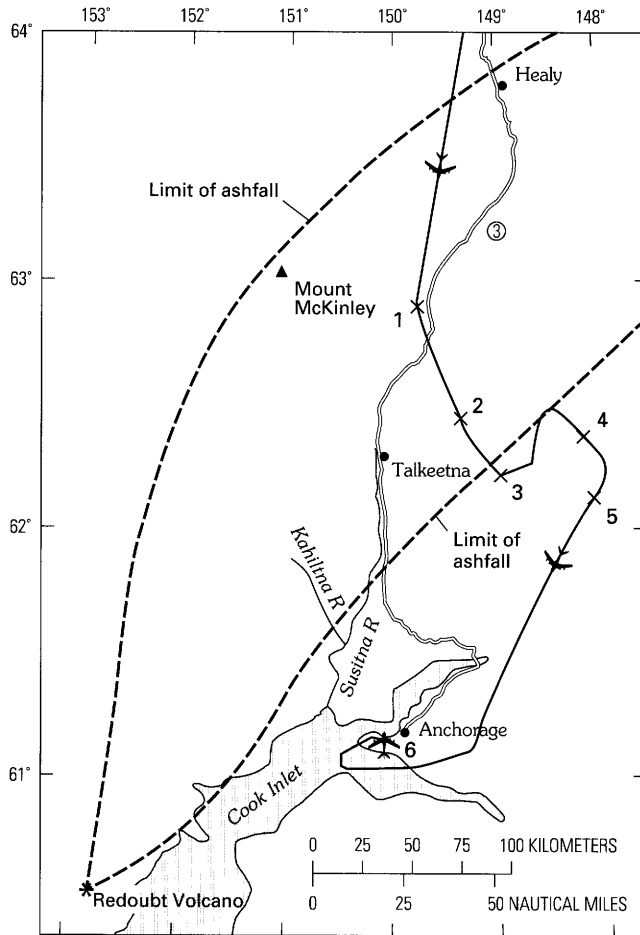 153° 151° 150° 149° 148°
64°
Healy
Limit of ashfall
3
63°
Mount
McKinley
1
2
4
Talkeetna
3
5
62°
Limit of
ashfall
Kahiltna R
Susitna R
Anchorage
6
61°
Cook Inlet
0 25 50 75 100 KILOMETERS
Redoubt Volcano
0 25 50 NAUTICAL MILES